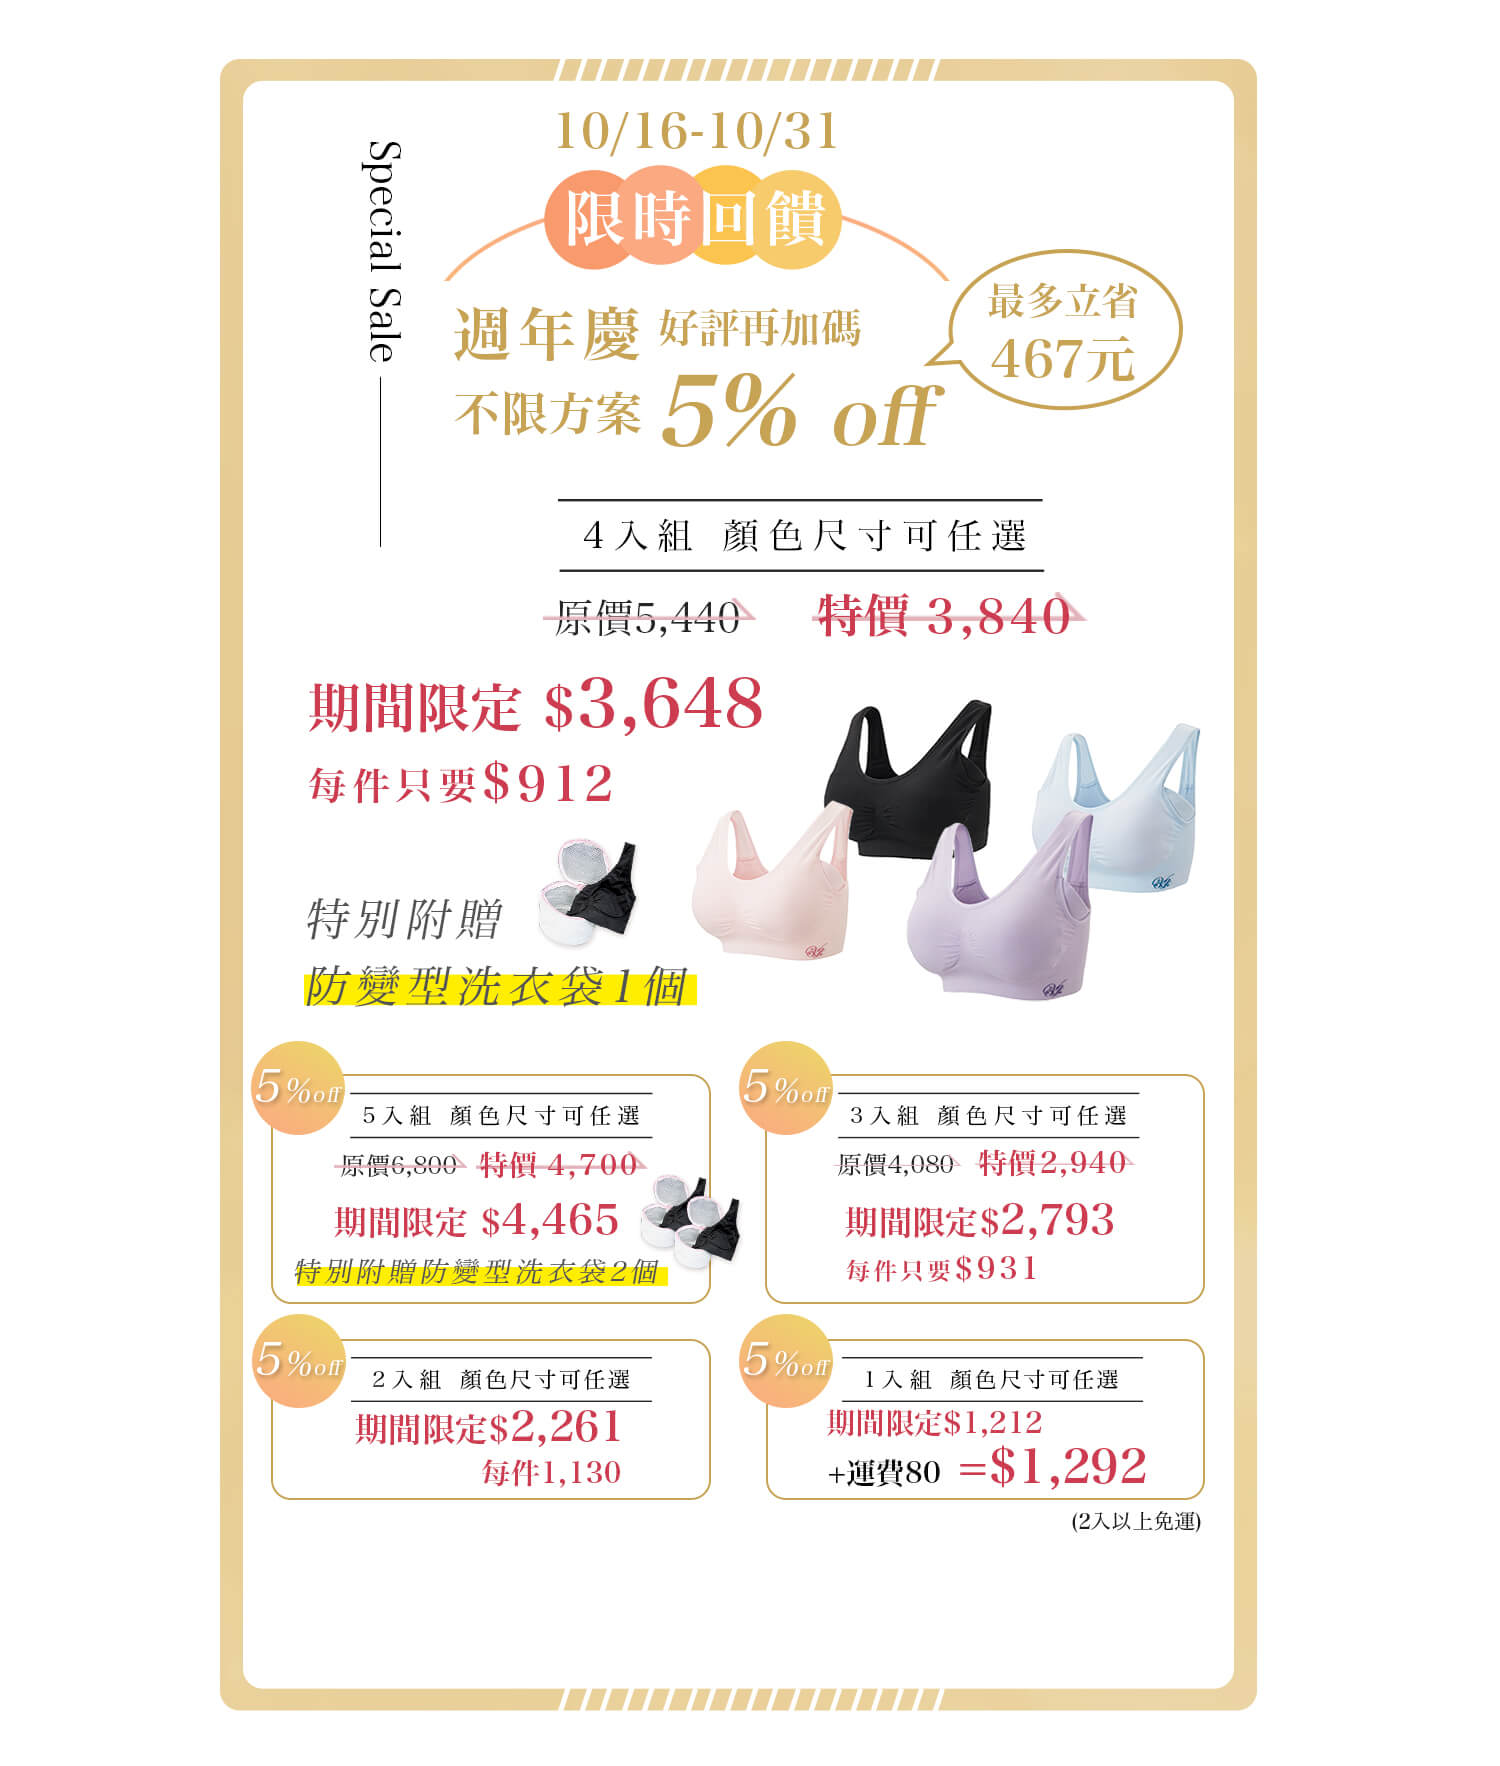 Special Sale
10/16-10/31
限時回饋
週年慶 好評再加碼
不限方案 5% off
最多立省
467元
4入組 顏色尺寸可任選
原價5,440 特價 3,840
期間限定 $3,648
每件只要$912
特別附贈
防變型洗衣袋1個
5%off
5入組 顏色尺寸可任選
原價6,800 特價 4,700
期間限定 $4,465
特別附贈防變型洗衣袋2個
5%off
3入組 顏色尺寸可任選
原價4,080 特價2,940
期間限定$2,793
每件只要$931
5%off
2入組 顏色尺寸可任選
期間限定$2,261
每件1,130
5%off
1入組 顏色尺寸可任選
期間限定$1,212
+運費80 =$1,292
(2入以上免運)